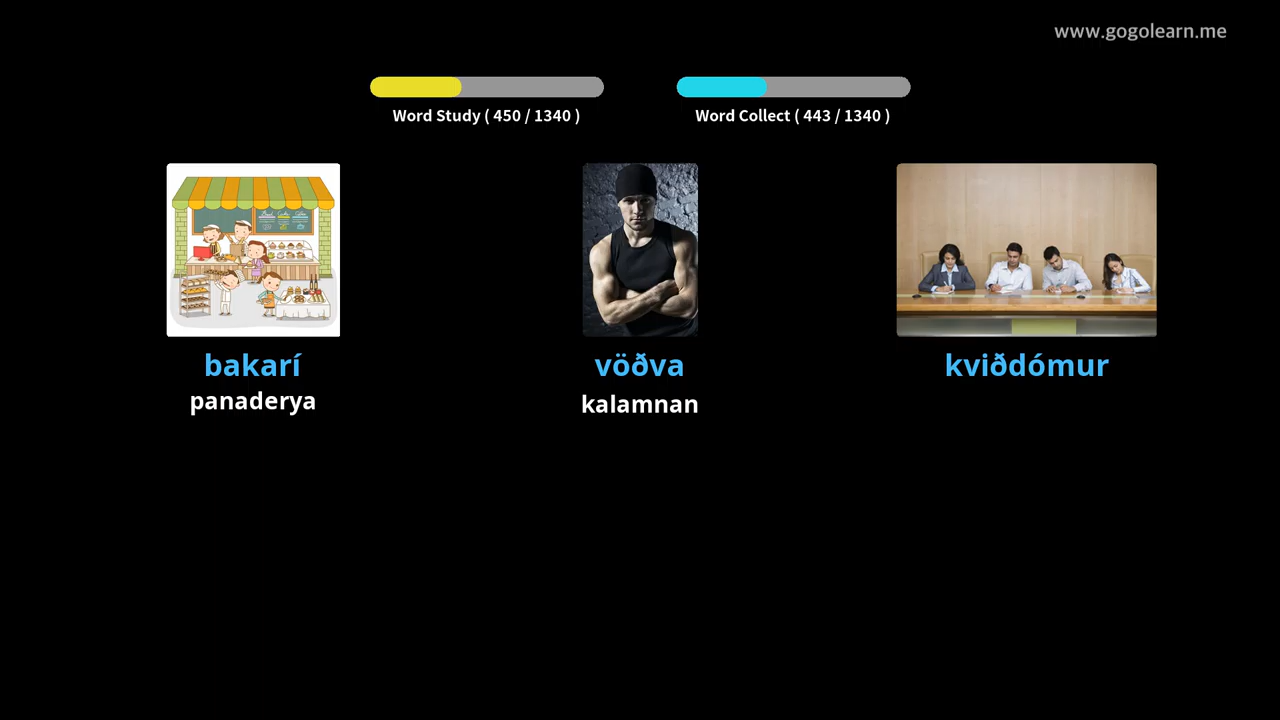 www.gogolearn.me
Word Study ( 450 / 1340 )
Word Collect ( 443 / 1340 )
bakarí
panaderya
vöðva
kalamnan
kviðdómur